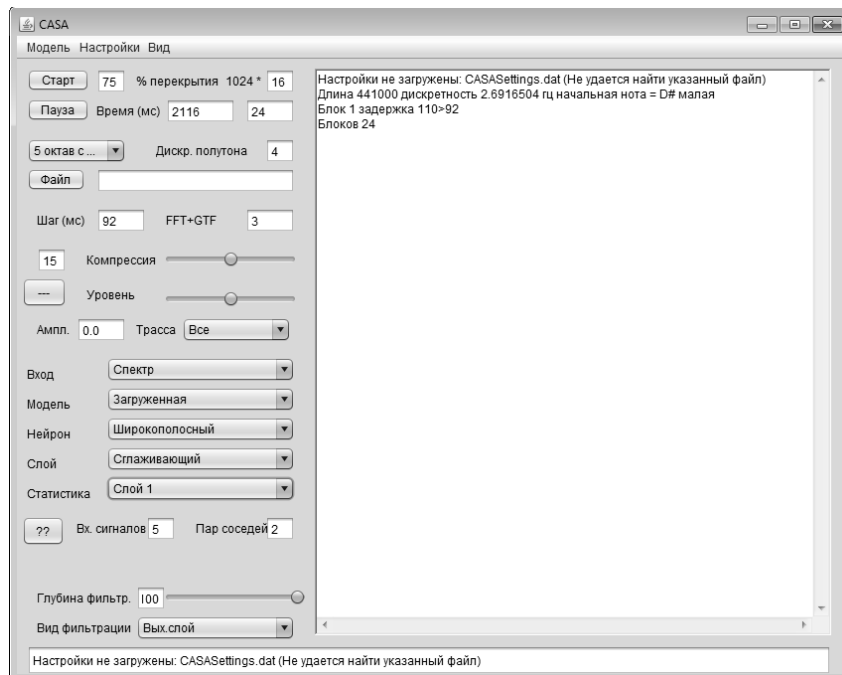 CASA
Модель Настройки Вид
Старт 75 % перекрытия 1024 * 16
Пауза Время (мс) 2116 24
5 октав с ... Дискр. полутона 4
Файл
Шаг (мс) 92 FFT+GTF 3
15 Компрессия
--- Уровень
Ампл. 0.0 Трасса Все
Вход Спектр
Модель Загруженная
Нейрон Широкополосный
Слой Сглаживающий
Статистика Слой 1
?? Вх. сигналов 5 Пар соседей 2
Глубина фильтр. 100
Вид фильтрации Вых.слой
Настройки не загружены: CASASettings.dat (Не удается найти указанный файл)
Длина 441000 дискретность 2.6916504 гц начальная нота = D# малая
Блок 1 задержка 110>92
Блоков 24
Настройки не загружены: CASASettings.dat (Не удается найти указанный файл)